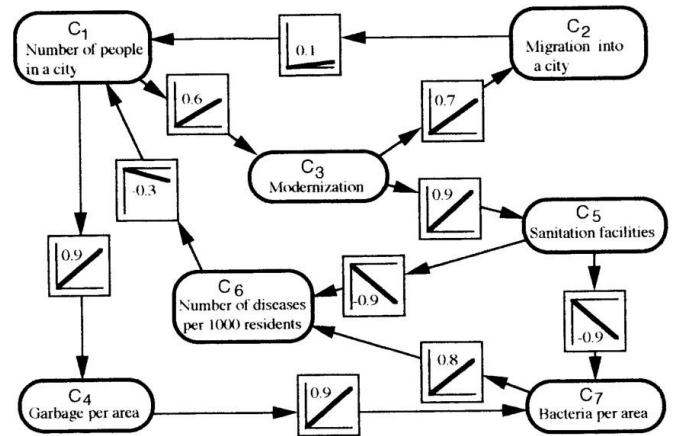 C1
Number of people
in a city
0.1
C2
Migration into
a city
0.6
0.7
C3
Modernization
-0.3
0.9
C5
Sanitation facilities
0.9
C6
Number of diseases
per 1000 residents
-0.9
-0.9
0.8
C4
Garbage per area
0.9
C7
Bacteria per area